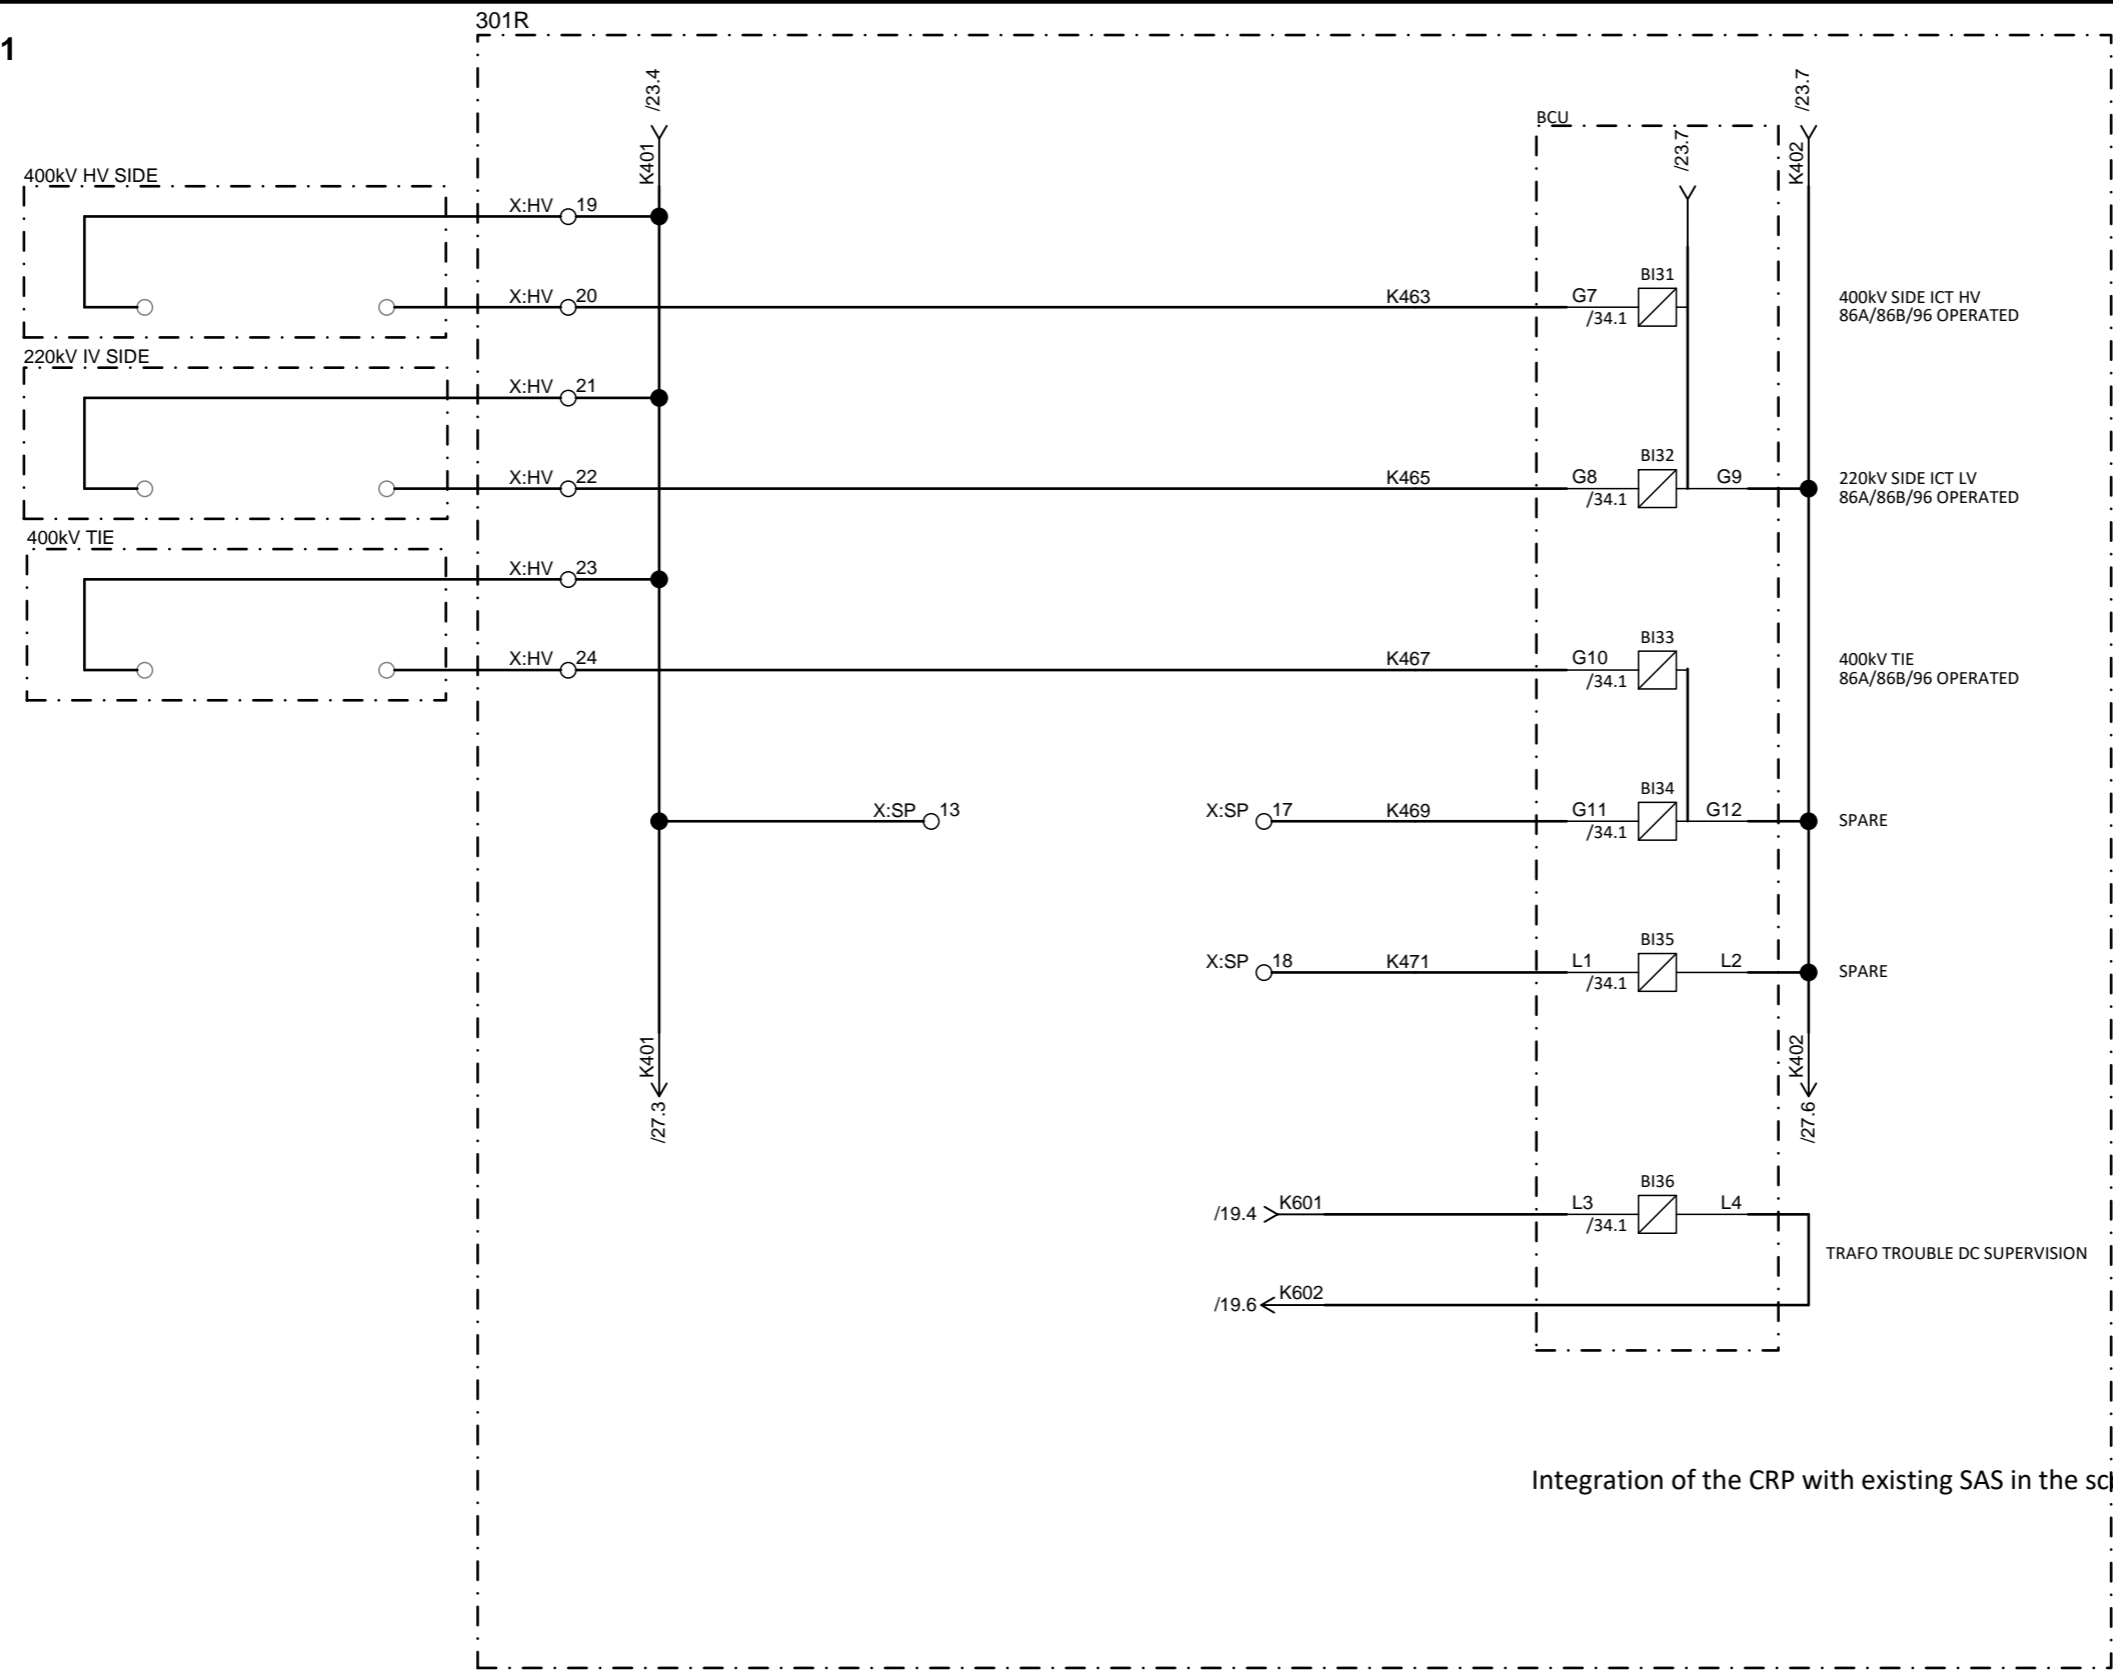 301R
1
/23.4
/23.7
BCU
/23.7
K401
K402
400kV HV SIDE
X:HV 19
BI31
X:HV 20 K463 G7
/34.1
400kV SIDE ICT HV
86A/86B/96 OPERATED
220kV IV SIDE
X:HV 21
BI32
X:HV 22 K465 G8 G9
/34.1
220kV SIDE ICT LV
86A/86B/96 OPERATED
400kV TIE
X:HV 23
BI33
X:HV 24 K467 G10
/34.1
400kV TIE
86A/86B/96 OPERATED
BI34
X:SP 13 X:SP 17 K469 G11 G12
/34.1
SPARE
BI35
X:SP 18 K471 L1 L2
/34.1
SPARE
K401
K402
/27.3
/27.6
BI36
/19.4 K601 L3 L4
/34.1
TRAFO TROUBLE DC SUPERVISION
/19.6 K602
Integration of the CRP with existing SAS in the